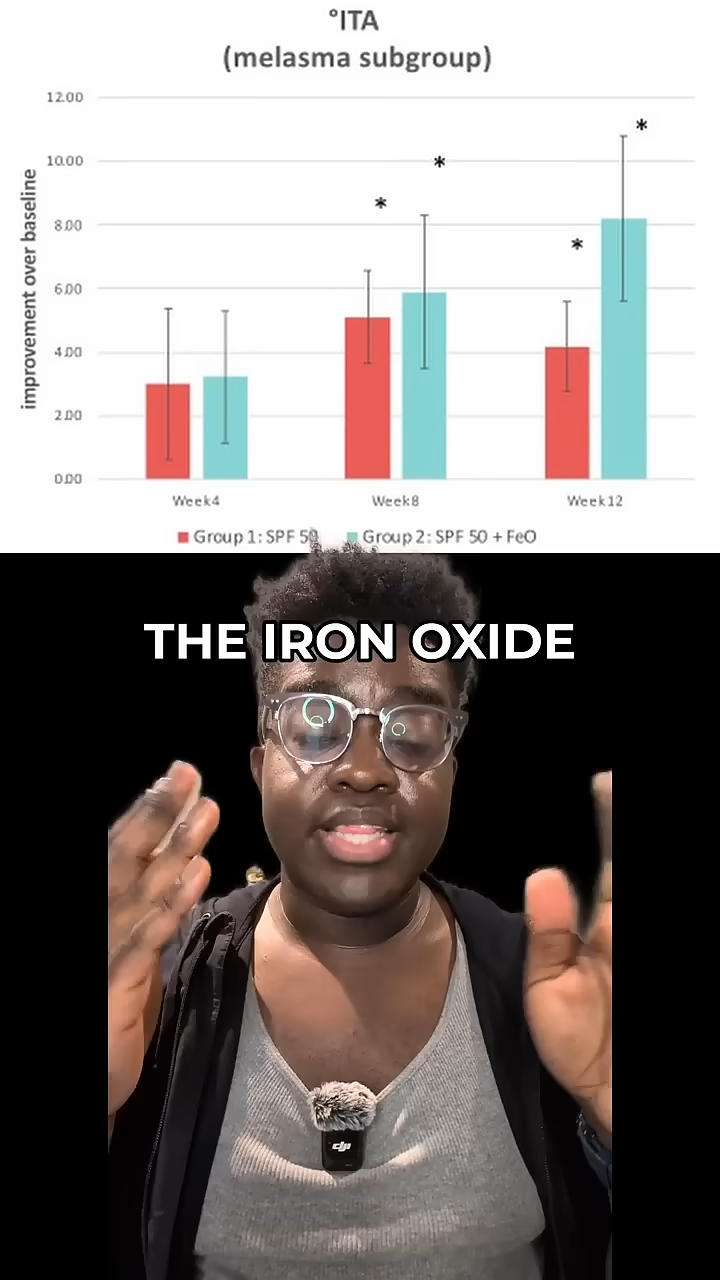 °ITA
(melasma subgroup)
improvement over baseline
12.00
10.00
8.00
6.00
4.00
2.00
0.00
*
*
*
*
Week4
Week8
Week12
Group 1: SPF 50
Group 2: SPF 50 + FeO
THE IRON OXIDE
dji